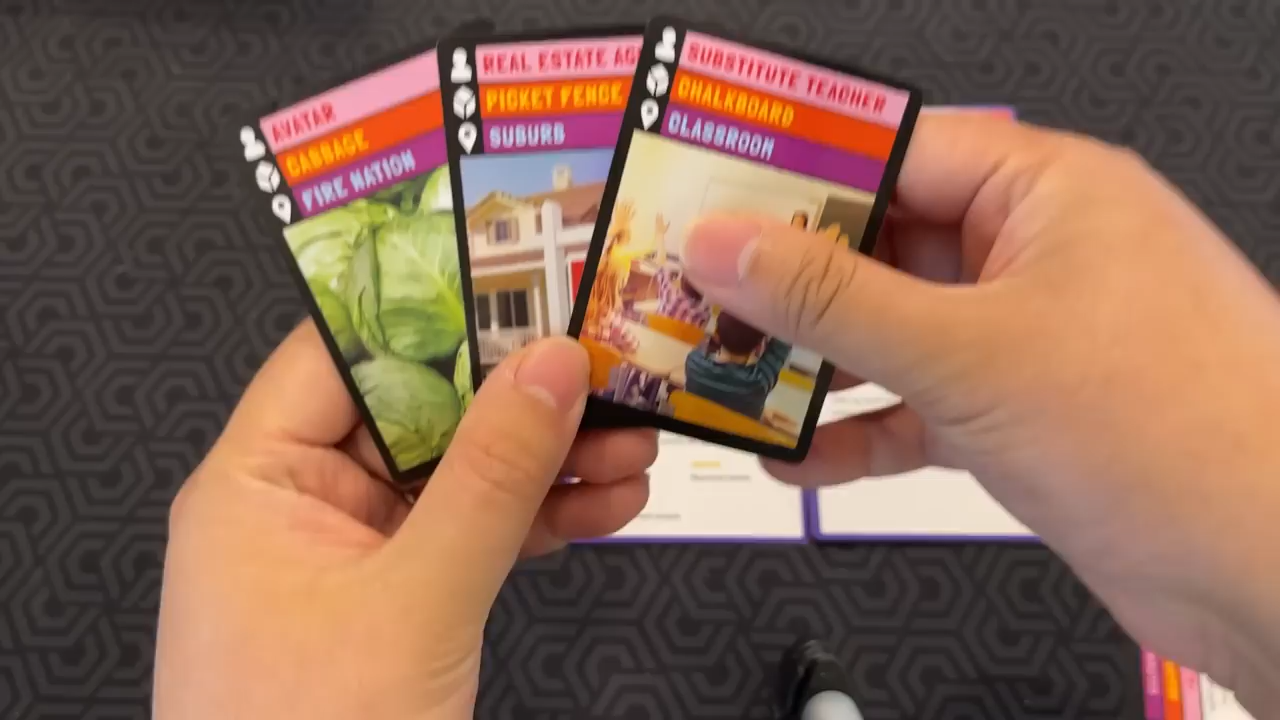 AVATAR
CABBAGE
FIRE NATION
REAL ESTATE AG
PICKET FENCE
SUBURB
SUBSTITUTE TEACHER
CHALKBOARD
CLASSROOM